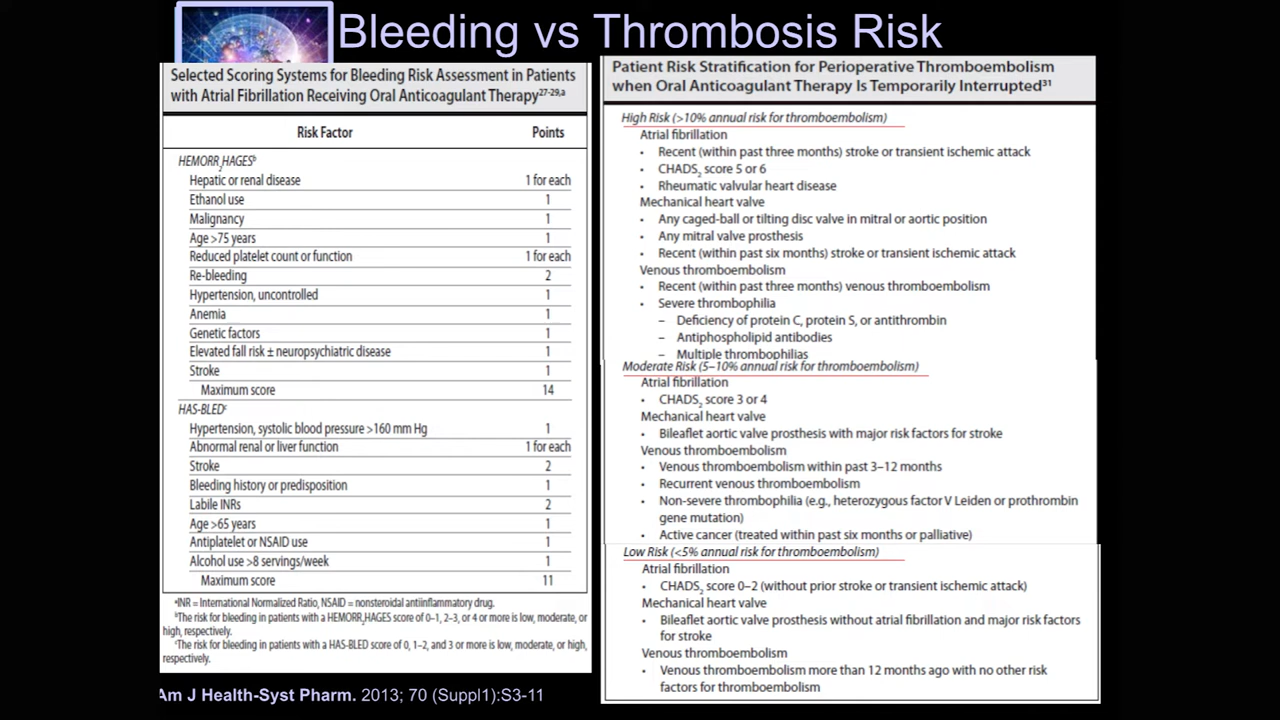 Bleeding vs Thrombosis Risk
Selected Scoring Systems for Bleeding Risk Assessment in Patients
with Atrial Fibrillation Receiving Oral Anticoagulant Therapy27-29,a
Risk Factor Points
HEMORR2HAGESb
Hepatic or renal disease 1 for each
Ethanol use 1
Malignancy 1
Age >75 years 1
Reduced platelet count or function 1 for each
Re-bleeding 2
Hypertension, uncontrolled 1
Anemia 1
Genetic factors 1
Elevated fall risk ± neuropsychiatric disease 1
Stroke 1
Maximum score 14
HAS-BLEDc
Hypertension, systolic blood pressure >160 mm Hg 1
Abnormal renal or liver function 1 for each
Stroke 2
Bleeding history or predisposition 1
Labile INRs 2
Age >65 years 1
Antiplatelet or NSAID use 1
Alcohol use >8 servings/week 1
Maximum score 11
aINR = International Normalized Ratio, NSAID = nonsteroidal antiinflammatory drug.
bThe risk for bleeding in patients with a HEMORR2HAGES score of 0–1, 2–3, or 4 or more is low, moderate, or
high, respectively.
cThe risk for bleeding in patients with a HAS-BLED score of 0, 1–2, and 3 or more is low, moderate, or high,
respectively.
Am J Health-Syst Pharm. 2013; 70 (Suppl1):S3-11
Patient Risk Stratification for Perioperative Thromboembolism
when Oral Anticoagulant Therapy Is Temporarily Interrupted31
High Risk (>10% annual risk for thromboembolism)
Atrial fibrillation
• Recent (within past three months) stroke or transient ischemic attack
• CHADS2 score 5 or 6
• Rheumatic valvular heart disease
Mechanical heart valve
• Any caged-ball or tilting disc valve in mitral or aortic position
• Any mitral valve prosthesis
• Recent (within past six months) stroke or transient ischemic attack
Venous thromboembolism
• Recent (within past three months) venous thromboembolism
• Severe thrombophilia
– Deficiency of protein C, protein S, or antithrombin
– Antiphospholipid antibodies
– Multiple thrombophilias
Moderate Risk (5–10% annual risk for thromboembolism)
Atrial fibrillation
• CHADS2 score 3 or 4
Mechanical heart valve
• Bileaflet aortic valve prosthesis with major risk factors for stroke
Venous thromboembolism
• Venous thromboembolism within past 3–12 months
• Recurrent venous thromboembolism
• Non-severe thrombophilia (e.g., heterozygous factor V Leiden or prothrombin
gene mutation)
• Active cancer (treated within past six months or palliative)
Low Risk (<5% annual risk for thromboembolism)
Atrial fibrillation
• CHADS2 score 0–2 (without prior stroke or transient ischemic attack)
Mechanical heart valve
• Bileaflet aortic valve prosthesis without atrial fibrillation and major risk factors
for stroke
Venous thromboembolism
• Venous thromboembolism more than 12 months ago with no other risk
factors for thromboembolism